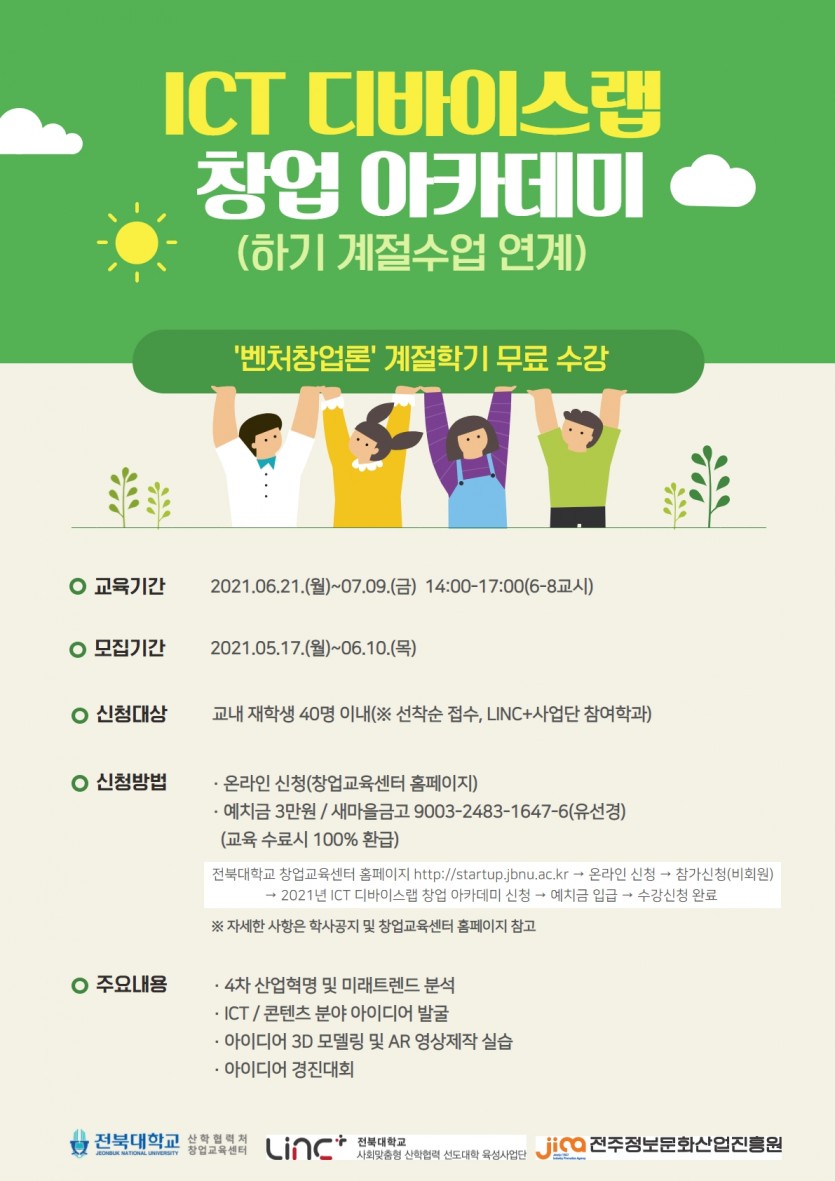 ICT 디바이스랩
창업 아카데미
(하기 계절수업 연계)
'벤처창업론' 계절학기 무료 수강
교육기간 2021.06.21.(월)~07.09.(금) 14:00-17:00(6-8교시)
모집기간 2021.05.17.(월)~06.10.(목)
신청대상 교내 재학생 40명 이내(※ 선착순 접수, LINC+사업단 참여학과)
신청방법 · 온라인 신청(창업교육센터 홈페이지)
· 예치금 3만원 / 새마을금고 9003-2483-1647-6(유선경)
(교육 수료시 100% 환급)
전북대학교 창업교육센터 홈페이지 http://startup.jbnu.ac.kr → 온라인 신청 → 참가신청(비회원)
→ 2021년 ICT 디바이스랩 창업 아카데미 신청 → 예치금 입급 → 수강신청 완료
※ 자세한 사항은 학사공지 및 창업교육센터 홈페이지 참고
주요내용 · 4차 산업혁명 및 미래트렌드 분석
· ICT / 콘텐츠 분야 아이디어 발굴
· 아이디어 3D 모델링 및 AR 영상제작 실습
· 아이디어 경진대회
전북대학교
JEONBUK NATIONAL UNIVERSITY
산학협력처
창업교육센터
LINC+
전북대학교
사회맞춤형 산학협력 선도대학 육성사업단
jica 전주정보문화산업진흥원